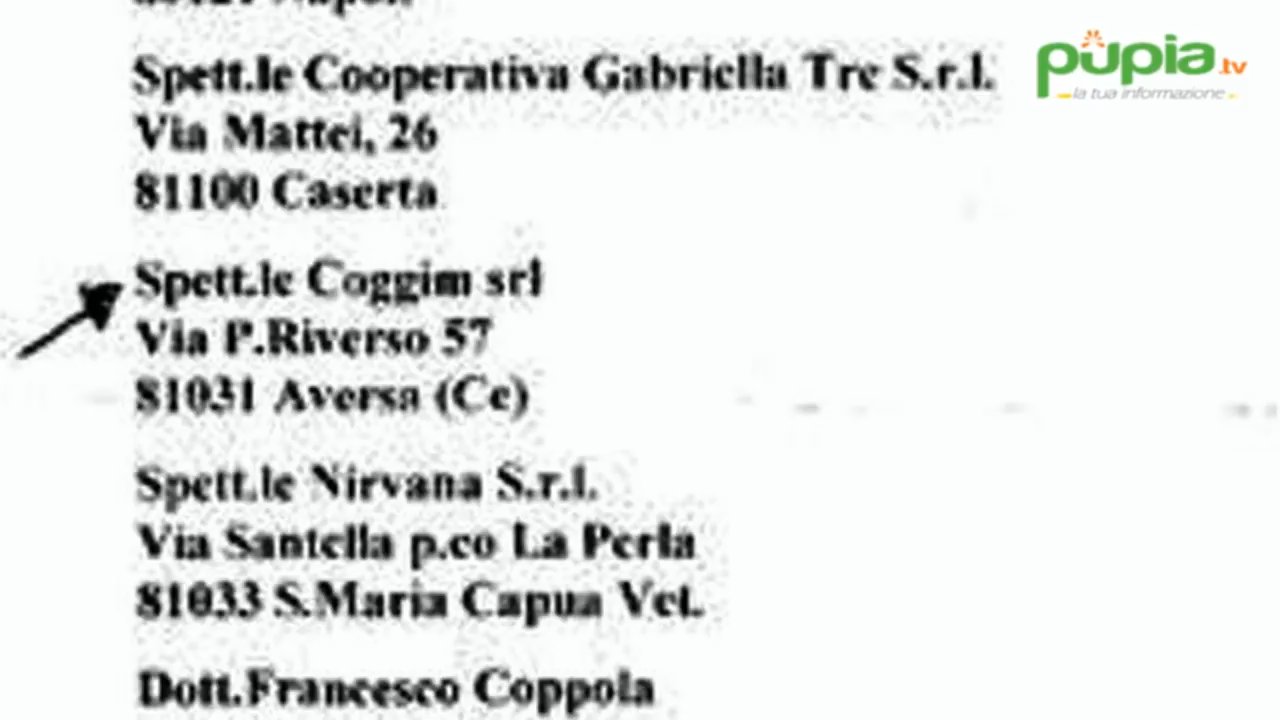 Spett.le Cooperativa Gabriella Tre S.r.l.
Via Mattei, 26
81100 Caserta
Spett.le Coggim srl
Via P.Riverso 57
81031 Aversa (Ce)
Spett.le Nirvana S.r.l.
Via Santella p.co La Perla
81033 S.Maria Capua Vet.
Dott.Francesco Coppola
pupia.tv
...la tua informazione...